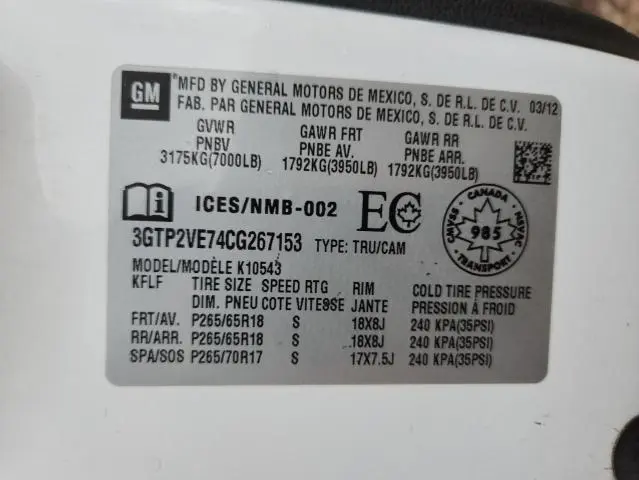 GM
*MFD BY GENERAL MOTORS DE MEXICO, S. DE R.L. DE C.V. 03/12
FAB. PAR GENERAL MOTORS DE MEXICO, S. DE R.L. DE C.V.
GVWR GAWR FRT GAWR RR
PNBV PNBE AV. PNBE ARR.
3175KG(7000LB) 1792KG(3950LB) 1792KG(3950LB)
i ICES/NMB-002 EC
CANADA
CMVSS 985 NSVAC
TRANSPORT
3GTP2VE74CG267153 TYPE: TRU/CAM
MODEL/MODÈLE K10543
KFLF TIRE SIZE SPEED RTG RIM COLD TIRE PRESSURE
DIM. PNEU COTE VITESSE JANTE PRESSION À FROID
FRT/AV. P265/65R18 S 18X8J 240 KPA(35PSI)
RR/ARR. P265/65R18 S 18X8J 240 KPA(35PSI)
SPA/SOS P265/70R17 S 17X7.5J 240 KPA(35PSI)